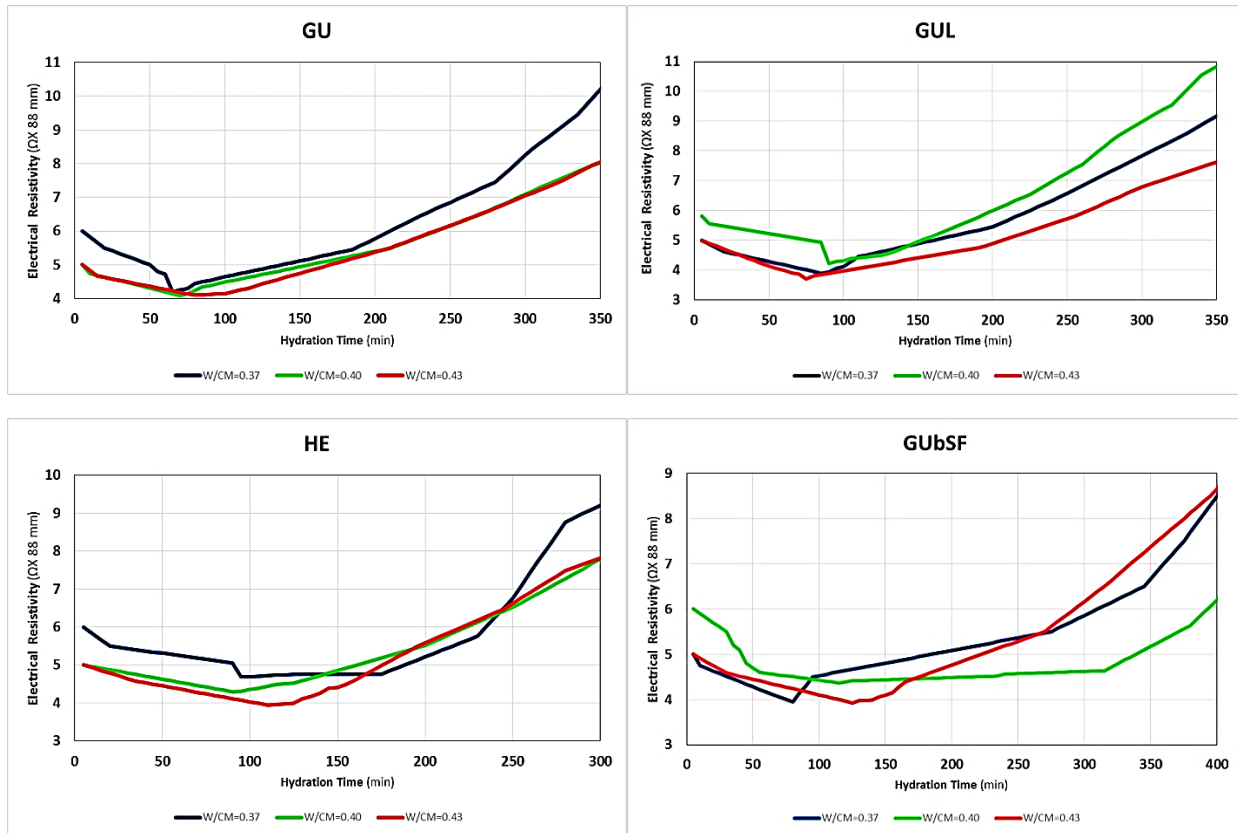 GU
Electrical Resistivity (ΩX 88 mm)
11
10
9
8
7
6
5
4
0 50 100 150 200 250 300 350
Hydration Time (min)
W/CM=0.37 W/CM=0.40 W/CM=0.43
GUL
Electrical Resistivity (ΩX 88 mm)
11
10
9
8
7
6
5
4
3
0 50 100 150 200 250 300 350
Hydration Time (min)
W/CM=0.37 W/CM=0.40 W/CM=0.43
HE
Electrical Resistivity (ΩX 88 mm)
10
9
8
7
6
5
4
3
0 50 100 150 200 250 300
Hydration Time (min)
W/CM=0.37 W/CM=0.40 W/CM=0.43
GUbSF
Electrical Resistivity (ΩX 88 mm)
9
8
7
6
5
4
3
0 50 100 150 200 250 300 350 400
Hydration Time (min)
W/CM=0.37 W/CM=0.40 W/CM=0.43